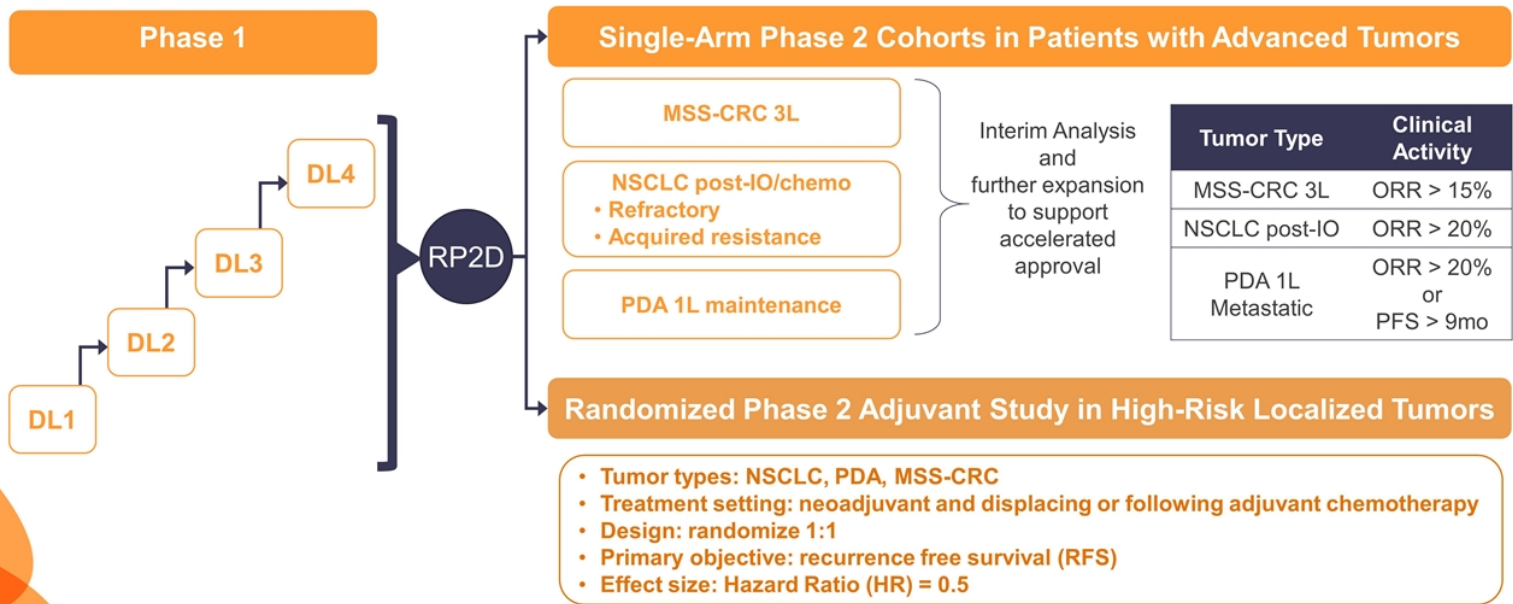 Phase 1
DL1
DL2
DL3
DL4
RP2D
Single-Arm Phase 2 Cohorts in Patients with Advanced Tumors
MSS-CRC 3L
NSCLC post-IO/chemo
• Refractory
• Acquired resistance
PDA 1L maintenance
Interim Analysis
and
further expansion
to support
accelerated
approval
Tumor Type
Clinical
Activity
MSS-CRC 3L
ORR > 15%
NSCLC post-IO
ORR > 20%
PDA 1L
Metastatic
ORR > 20%
or
PFS > 9mo
Randomized Phase 2 Adjuvant Study in High-Risk Localized Tumors
• Tumor types: NSCLC, PDA, MSS-CRC
• Treatment setting: neoadjuvant and displacing or following adjuvant chemotherapy
• Design: randomize 1:1
• Primary objective: recurrence free survival (RFS)
• Effect size: Hazard Ratio (HR) = 0.5